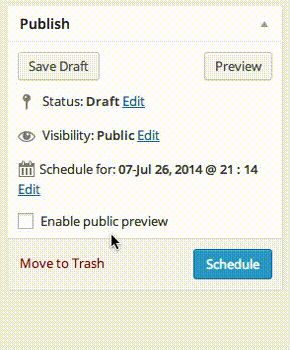 Publish
Save Draft Preview
Status: Draft Edit
Visibility: Public Edit
Schedule for: 07-Jul 26, 2014 @ 21 : 14
Edit
Enable public preview
Move to Trash Schedule